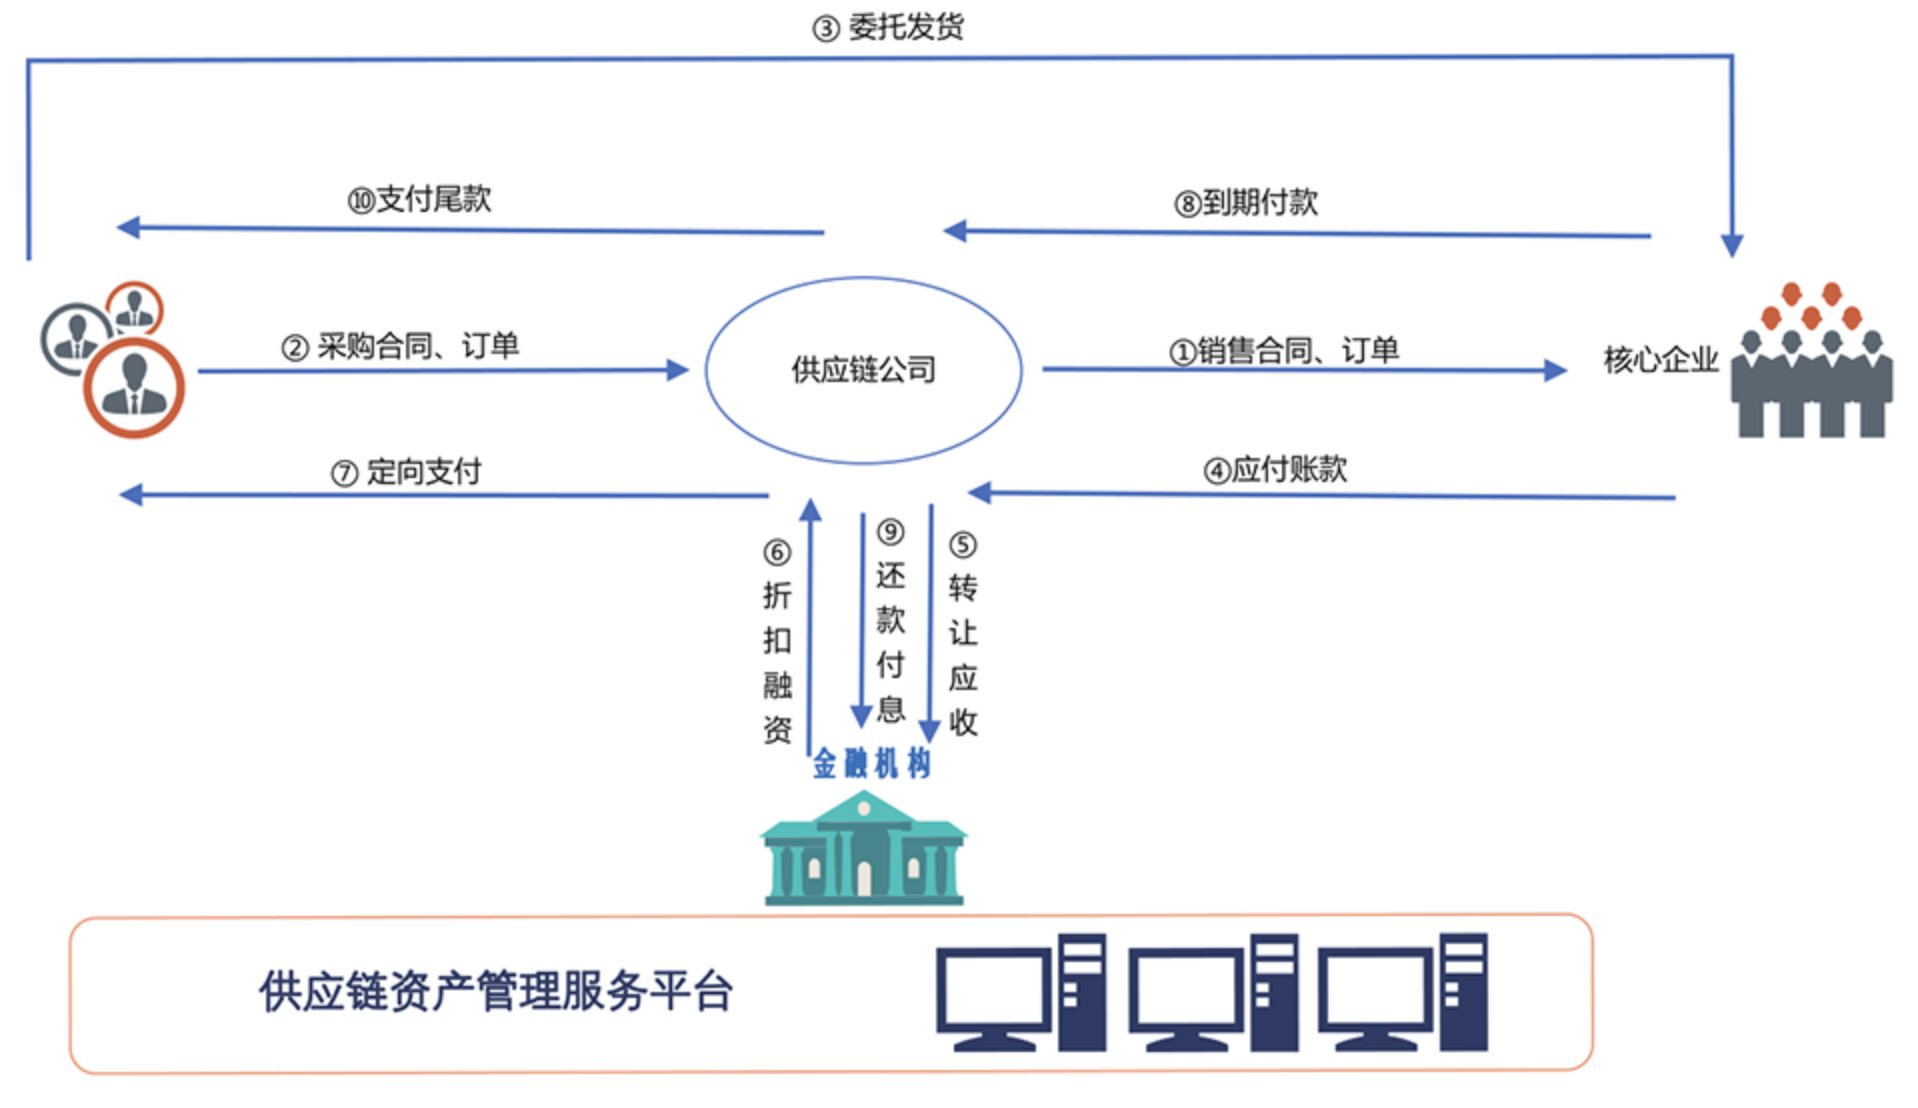 ③ 委托发货
⑩支付尾款
⑧到期付款
② 采购合同、订单
供应链公司
①销售合同、订单
核心企业
⑦ 定向支付
④应付账款
⑥折扣融资
⑨还款付息
⑤转让应收
金融机构
供应链资产管理服务平台